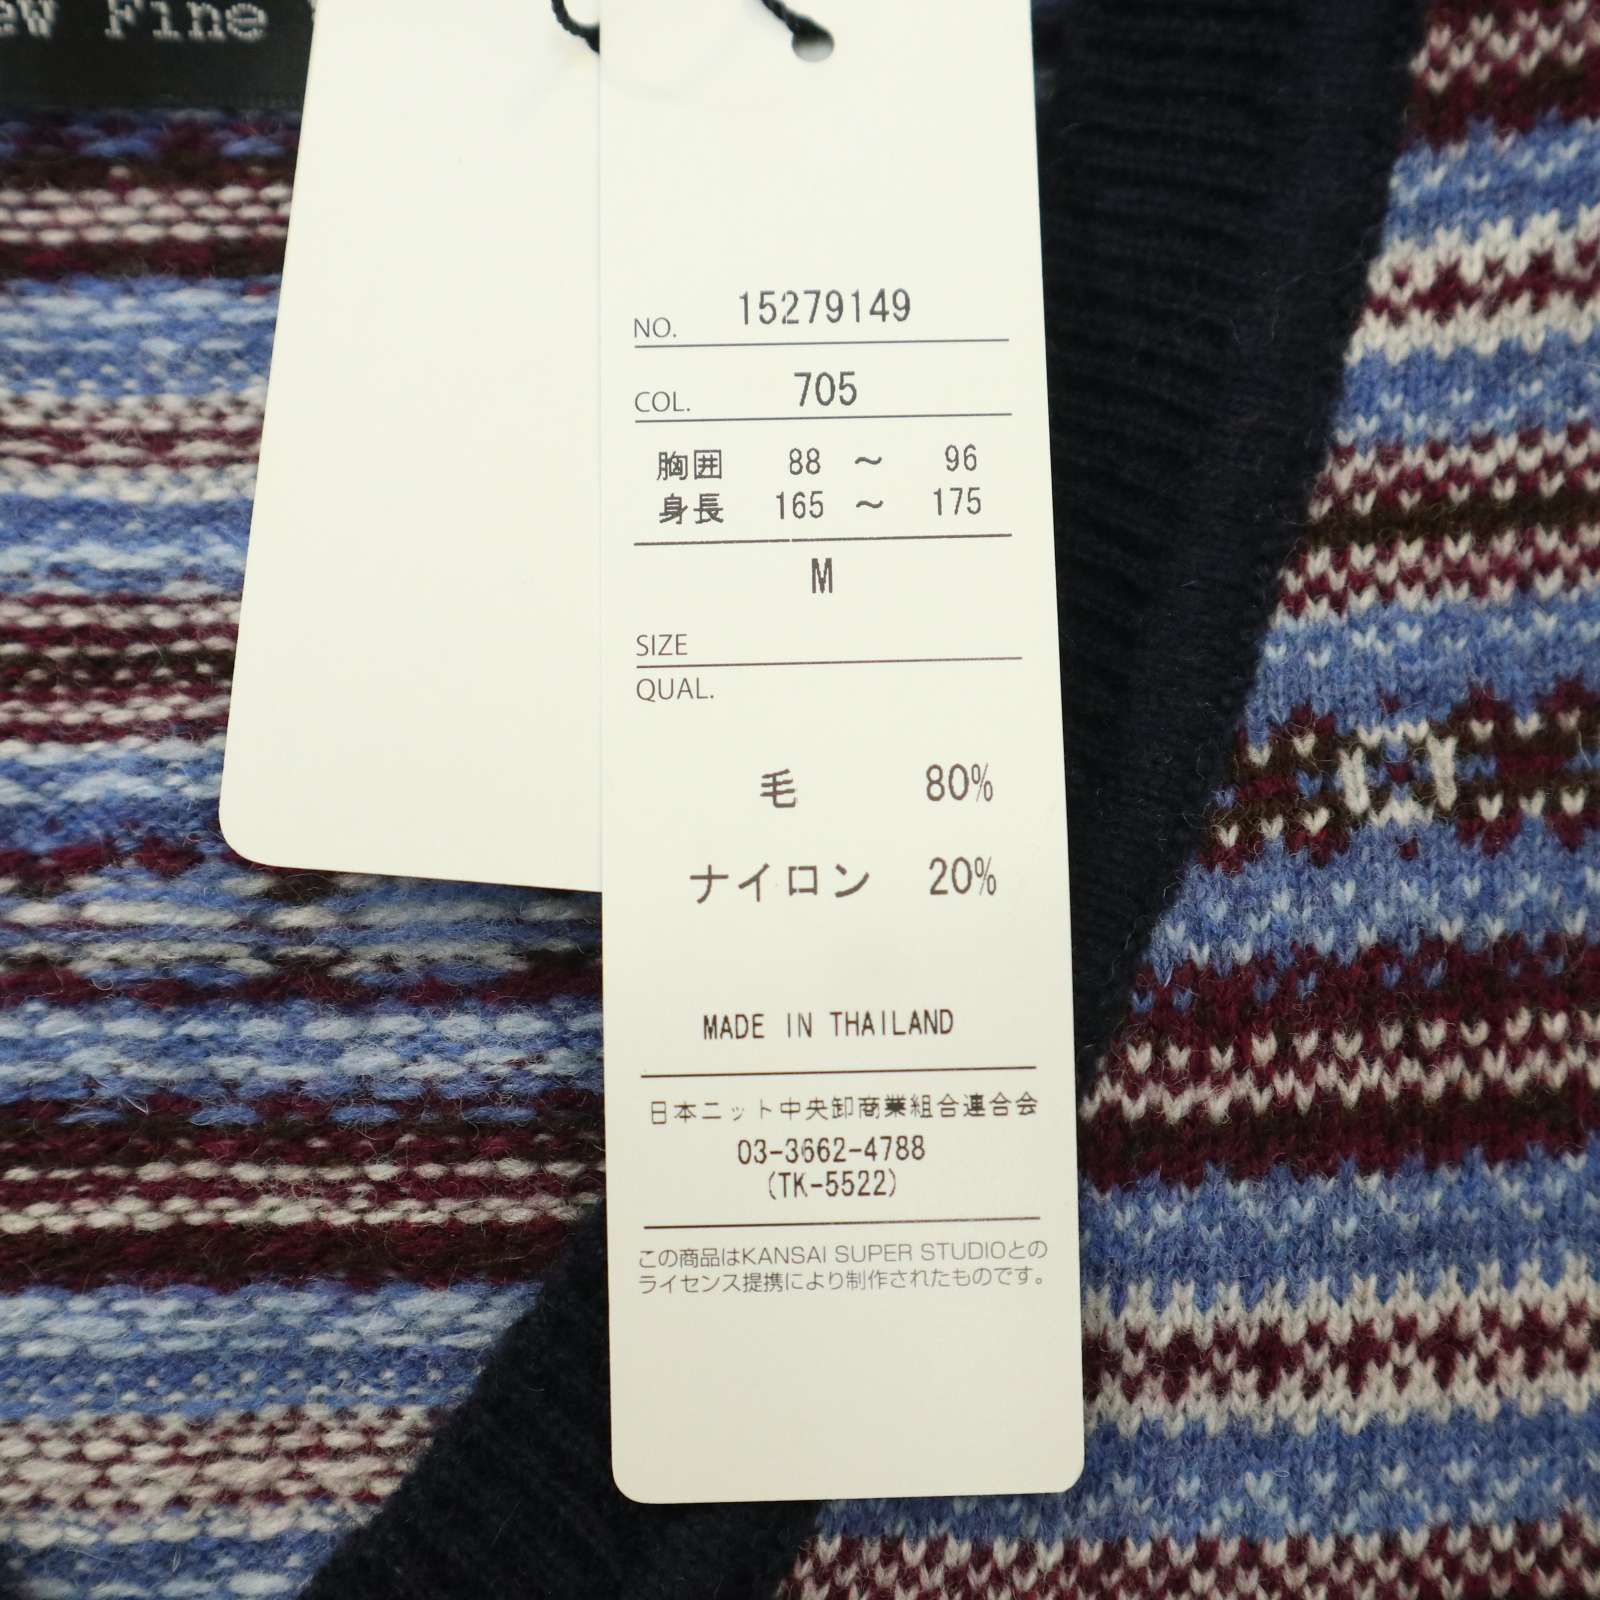 Fine
NO. 15279149
COL. 705
胸囲 88 ～ 96
身長 165 ～ 175
M
SIZE
QUAL.
毛 80%
ナイロン 20%
MADE IN THAILAND
日本ニット中央卸商業組合連合会
03-3662-4788
(TK-5522)
この商品はKANSAI SUPER STUDIOとの
ライセンス提携により制作されたものです。